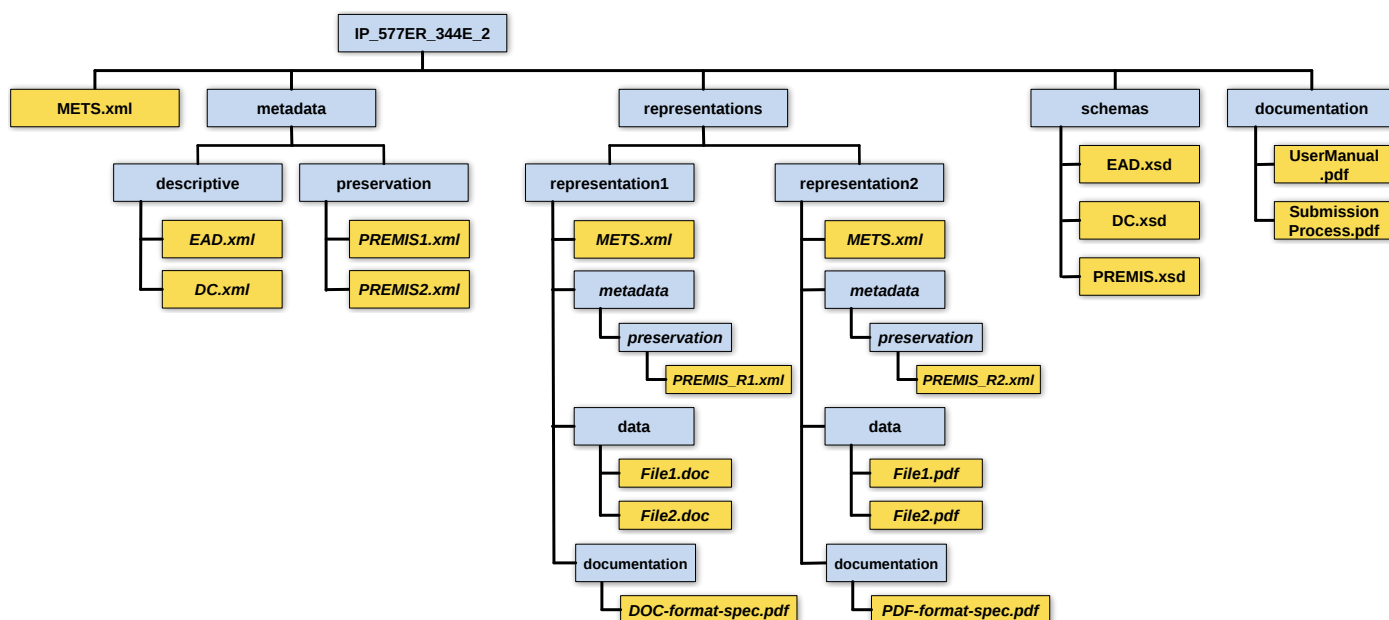 IP_577ER_344E_2
METS.xml
metadata
representations
schemas
documentation
descriptive
preservation
representation1
representation2
EAD.xsd
UserManual
.pdf
EAD.xml
PREMIS1.xml
METS.xml
METS.xml
DC.xsd
Submission
Process.pdf
DC.xml
PREMIS2.xml
metadata
metadata
PREMIS.xsd
preservation
preservation
PREMIS_R1.xml
PREMIS_R2.xml
data
data
File1.doc
File1.pdf
File2.doc
File2.pdf
documentation
documentation
DOC-format-spec.pdf
PDF-format-spec.pdf